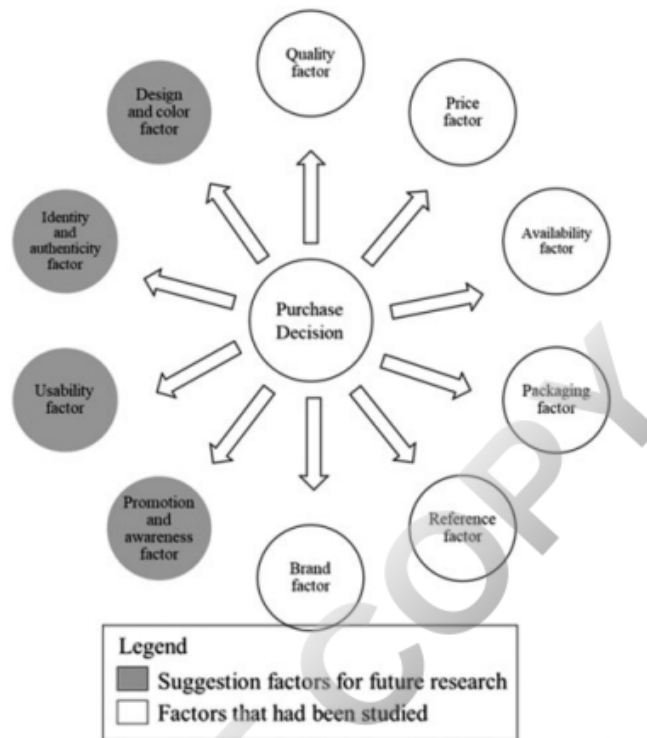 Quality
factor
Design
and color
factor
Price
factor
Identity
and
authenticity
factor
Availability
factor
Purchase
Decision
Usability
factor
Packaging
factor
Promotion
and
awareness
factor
Reference
factor
Brand
factor
Legend
Suggestion factors for future research
Factors that had been studied
COPY